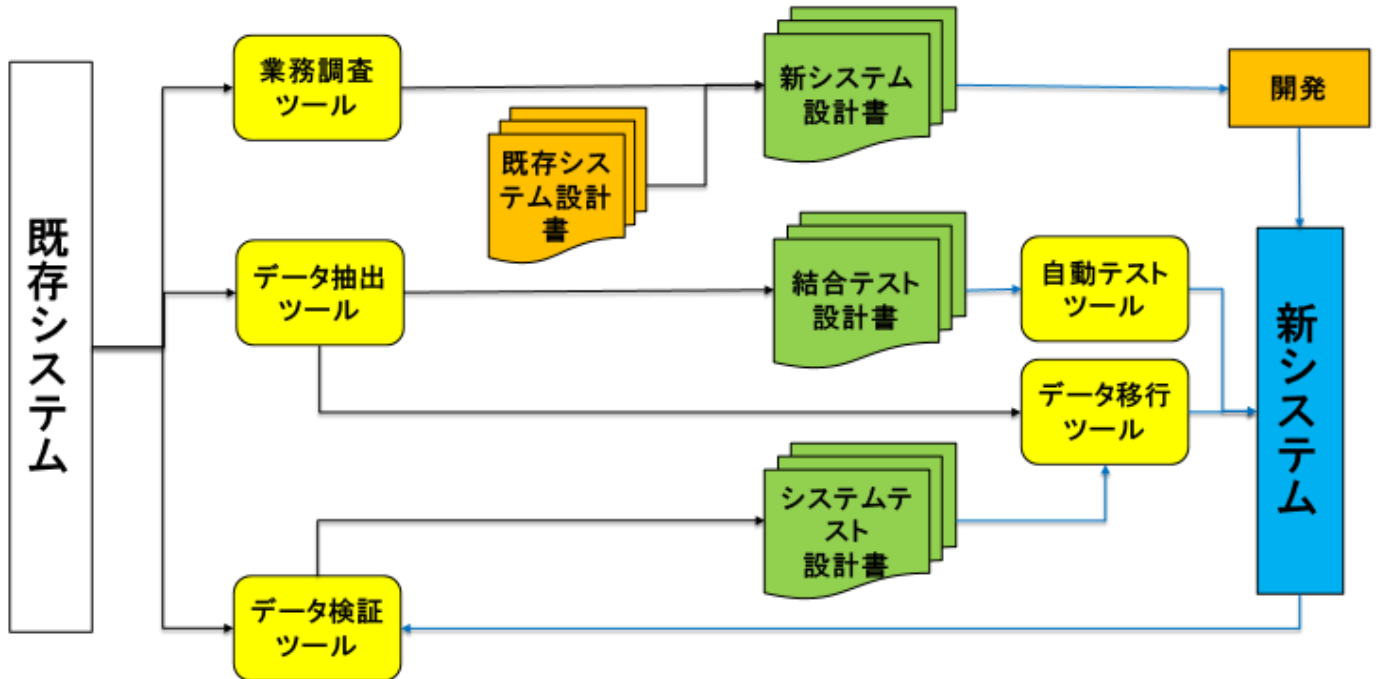 既存システム
業務調査
ツール
既存シス
テム設計
書
新システム
設計書
開発
データ抽出
ツール
結合テスト
設計書
自動テスト
ツール
データ移行
ツール
新システム
システムテ
スト
設計書
データ検証
ツール